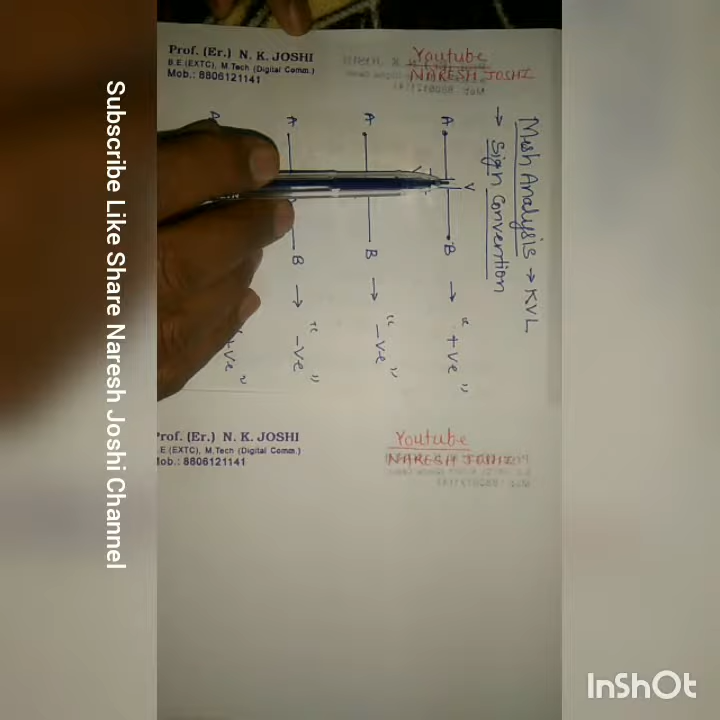 Subscribe Like Share Naresh Joshi Channel
Prof. (Er.) N. K. JOSHI
B.E.(EXTC), M.Tech (Digital Comm.)
Mob.: 8806121141
Youtube
NARESH JOSHI
Mesh Analysis → KVL
→ Sign Convention
A V B → "+ve"
A B → "-ve"
A B → "-ve"
A "+ve"
Prof. (Er.) N. K. JOSHI
.E.(EXTC), M.Tech (Digital Comm.)
ob.: 8806121141
Youtube
NARESH JOSHI
InShOt